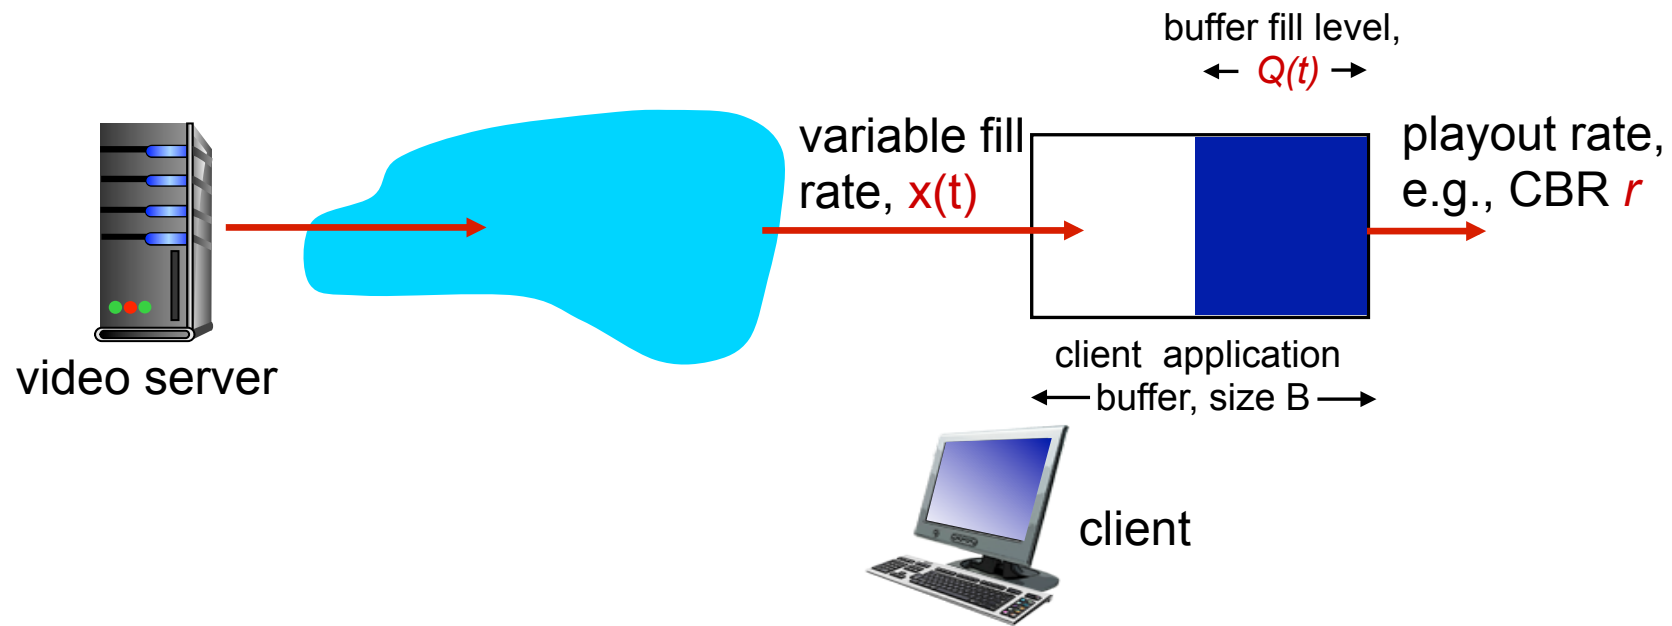 buffer fill level,
Q(t)
variable fill
rate, x(t)
playout rate,
e.g., CBR r
video server
client application
buffer, size B
client